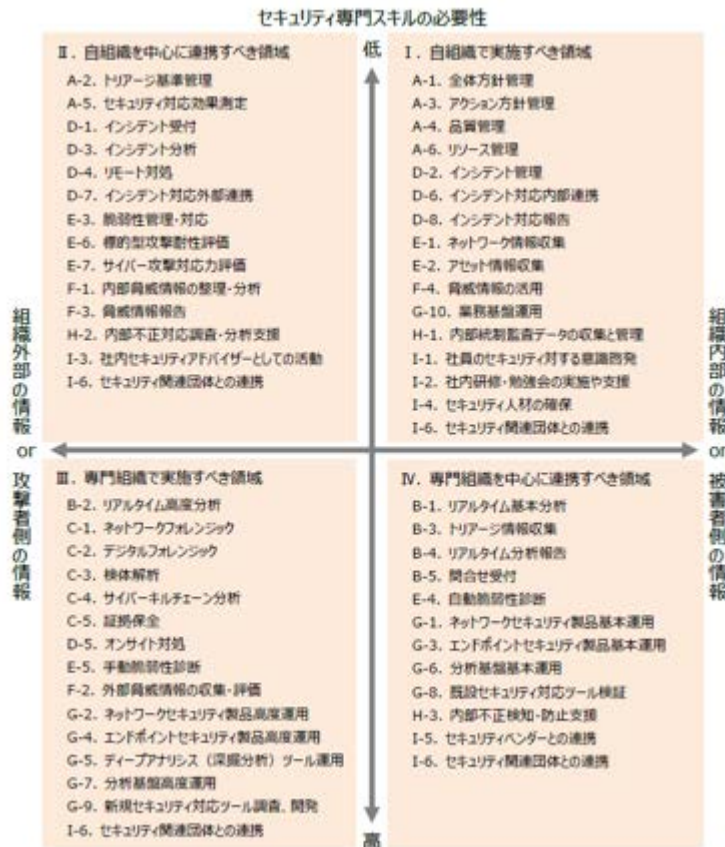 セキュリティ専門スキルの必要性
低
Ⅱ．自組織を中心に連携すべき領域
A-2．トリアージ基準管理
A-5．セキュリティ対応効果測定
D-1．インシデント受付
D-3．インシデント分析
D-4．リモート対処
D-7．インシデント対応外部連携
E-3．脆弱性管理・対応
E-6．標的型攻撃耐性評価
E-7．サイバー攻撃対応力評価
F-1．内部脅威情報の整理・分析
F-3．脅威情報報告
H-2．内部不正対応調査・分析支援
I-3．社内セキュリティアドバイザーとしての活動
I-6．セキュリティ関連団体との連携
Ⅰ．自組織で実施すべき領域
A-1．全体方針管理
A-3．アクション方針管理
A-4．品質管理
A-6．リソース管理
D-2．インシデント管理
D-6．インシデント対応内部連携
D-8．インシデント対応報告
E-1．ネットワーク情報収集
E-2．アセット情報収集
F-4．脅威情報の活用
G-10．業務基盤運用
H-1．内部統制監査データの収集と管理
I-1．社員のセキュリティ対する意識啓発
I-2．社内研修・勉強会の実施や支援
I-4．セキュリティ人材の確保
I-6．セキュリティ関連団体との連携
組織外部の情報
or
攻撃者側の情報
組織内部の情報
or
被害者側の情報
Ⅲ．専門組織で実施すべき領域
B-2．リアルタイム高度分析
C-1．ネットワークフォレンジック
C-2．デジタルフォレンジック
C-3．検体解析
C-4．サイバーキルチェーン分析
C-5．証拠保全
D-5．オンサイト対処
E-5．手動脆弱性診断
F-2．外部脅威情報の収集・評価
G-2．ネットワークセキュリティ製品高度運用
G-4．エンドポイントセキュリティ製品高度運用
G-5．ディープアナリシス（深掘分析）ツール運用
G-7．分析基盤高度運用
G-9．新規セキュリティ対応ツール調査、開発
I-6．セキュリティ関連団体との連携
Ⅳ．専門組織を中心に連携すべき領域
B-1．リアルタイム基本分析
B-3．トリアージ情報収集
B-4．リアルタイム分析報告
B-5．問合せ受付
E-4．自動脆弱性診断
G-1．ネットワークセキュリティ製品基本運用
G-3．エンドポイントセキュリティ製品基本運用
G-6．分析基盤基本運用
G-8．既設セキュリティ対応ツール検証
H-3．内部不正検知・防止支援
I-5．セキュリティベンダーとの連携
I-6．セキュリティ関連団体との連携
高